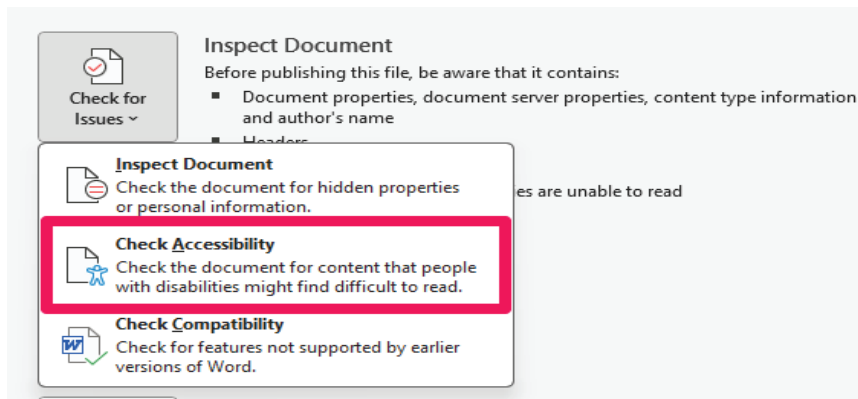 Inspect Document
Before publishing this file, be aware that it contains:
Check for
Issues
▪ Document properties, document server properties, content type information
and author's name
▪ Headers
es are unable to read
Inspect Document
Check the document for hidden properties
or personal information.
Check Accessibility
Check the document for content that people
with disabilities might find difficult to read.
Check Compatibility
Check for features not supported by earlier
versions of Word.